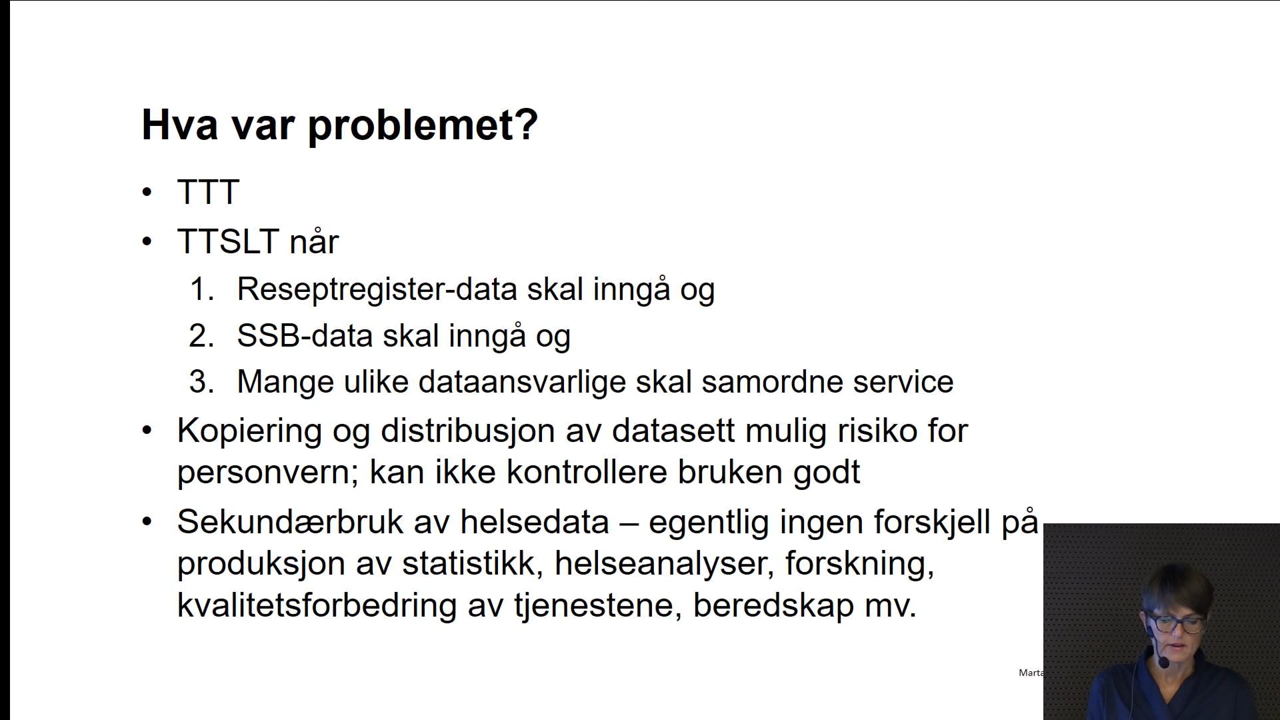 Hva var problemet?
• TTT
• TTSLT når
1. Reseptregister-data skal inngå og
2. SSB-data skal inngå og
3. Mange ulike dataansvarlige skal samordne service
• Kopiering og distribusjon av datasett mulig risiko for
personvern; kan ikke kontrollere bruken godt
• Sekundærbruk av helsedata – egentlig ingen forskjell på
produksjon av statistikk, helseanalyser, forskning,
kvalitetsforbedring av tjenestene, beredskap mv.
Marta